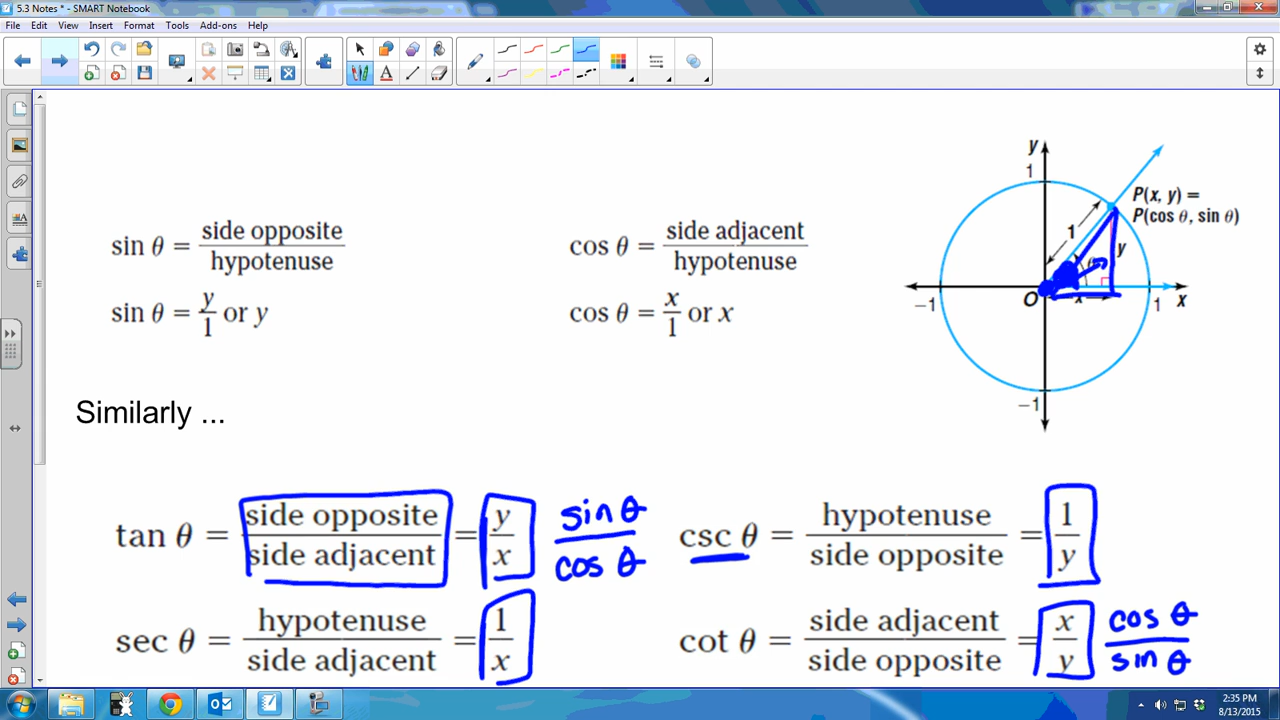 5.3 Notes * - SMART Notebook
File Edit View Insert Format Tools Add-ons Help
sin θ = side opposite / hypotenuse
cos θ = side adjacent / hypotenuse
sin θ = y/1 or y
cos θ = x/1 or x
y
1
P(x, y) =
P(cos θ, sin θ)
1
y
θ
-1
O
x
1
x
-1
Similarly ...
tan θ = side opposite / side adjacent = y/x sin θ / cos θ
csc θ = hypotenuse / side opposite = 1/y
sec θ = hypotenuse / side adjacent = 1/x
cot θ = side adjacent / side opposite = x/y cos θ / sin θ
2:35 PM
8/13/2015